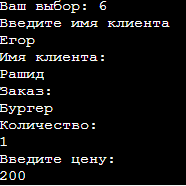 Ваш выбор: 6
Введите имя клиента
Егор
Имя клиента:
Рашид
Заказ:
Бургер
Количество:
1
Введите цену:
200